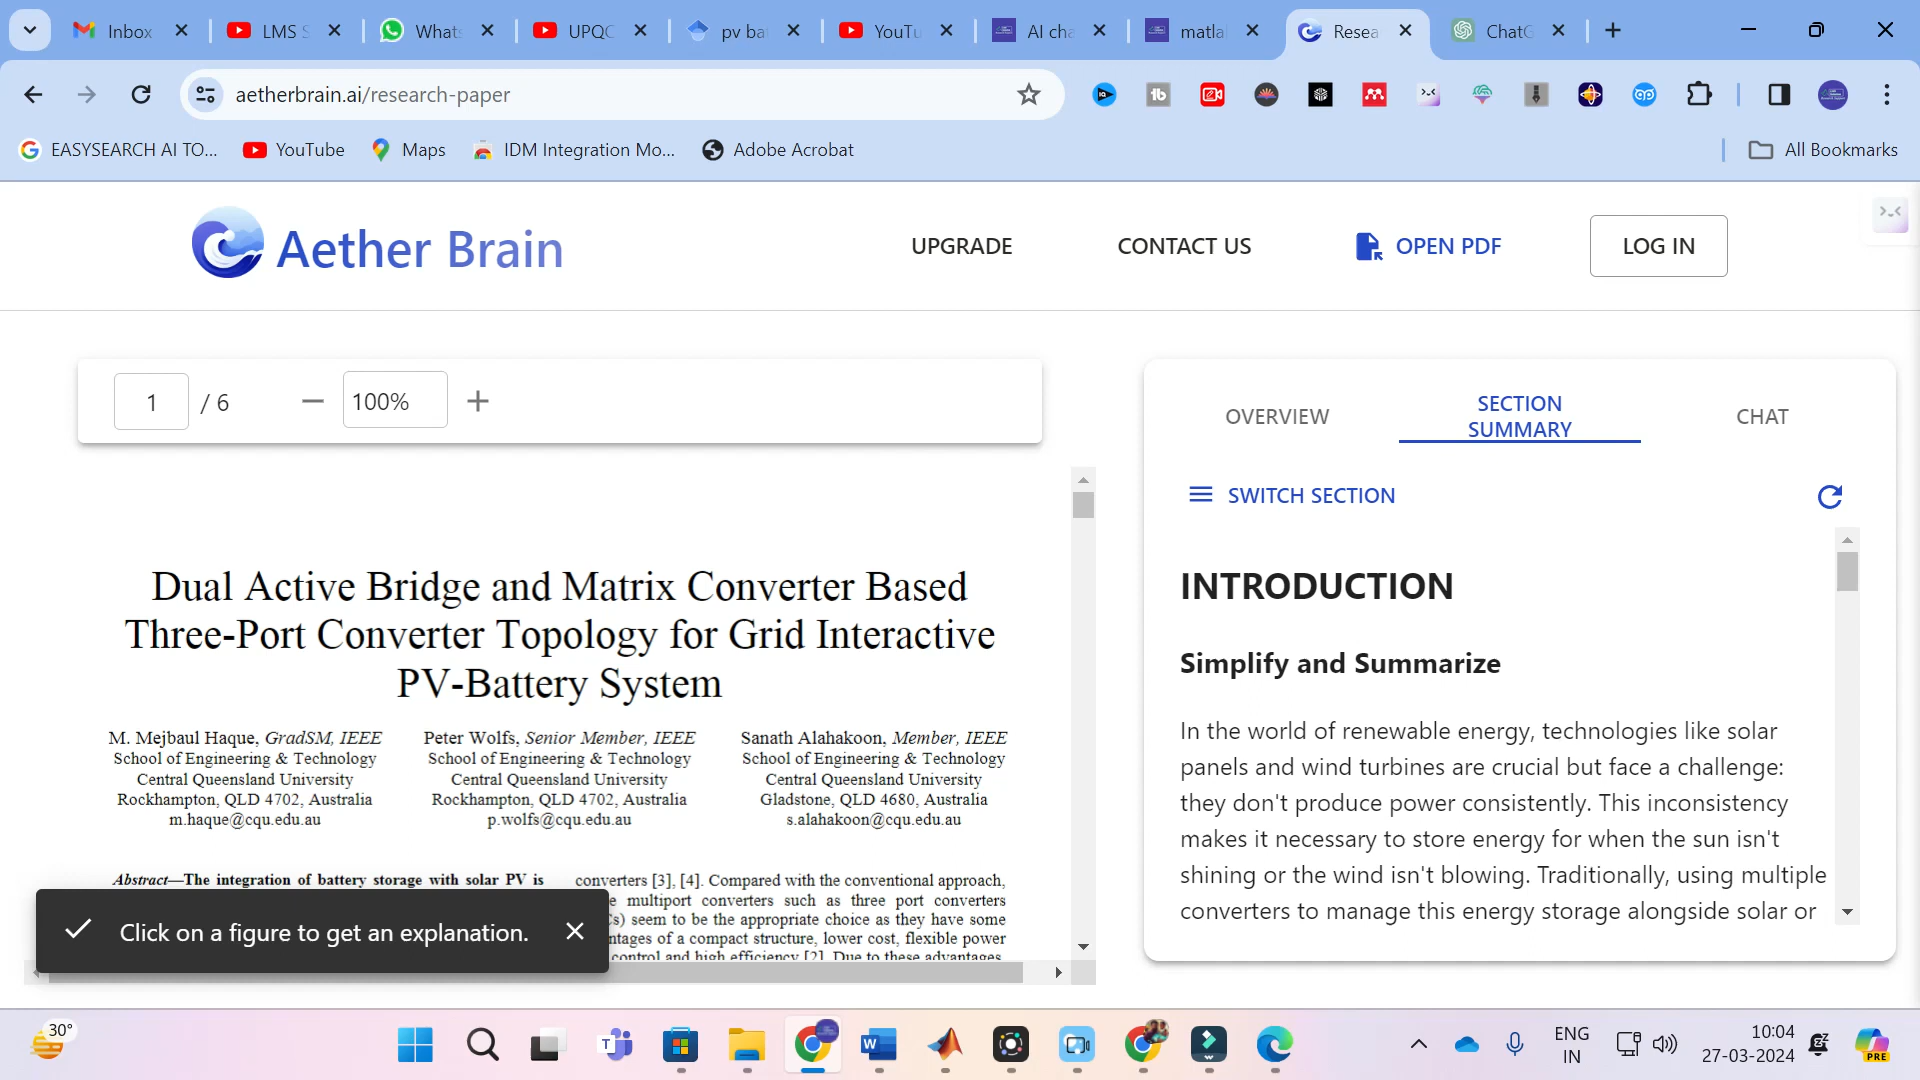 Inbox
LMS S
What
UPQC
pv ba
YouTu
AI cha
matla
Resea
ChatG
aetherbrain.ai/research-paper
EASYSEARCH AI TO...
YouTube
Maps
IDM Integration Mo...
Adobe Acrobat
All Bookmarks
Aether Brain
UPGRADE
CONTACT US
OPEN PDF
LOG IN
1 / 6
100%
Dual Active Bridge and Matrix Converter Based
Three-Port Converter Topology for Grid Interactive
PV-Battery System
M. Mejbaul Haque, GradSM, IEEE
School of Engineering & Technology
Central Queensland University
Rockhampton, QLD 4702, Australia
m.haque@cqu.edu.au
Peter Wolfs, Senior Member, IEEE
School of Engineering & Technology
Central Queensland University
Rockhampton, QLD 4702, Australia
p.wolfs@cqu.edu.au
Sanath Alahakoon, Member, IEEE
School of Engineering & Technology
Central Queensland University
Gladstone, QLD 4680, Australia
s.alahakoon@cqu.edu.au
Abstract—The integration of battery storage with solar PV is
converters [3], [4]. Compared with the conventional approach,
multiport converters such as three port converters
s) seem to be the appropriate choice as they have some
ntages of a compact structure, lower cost, flexible power
control and high efficiency [2]. Due to these advantages,
Click on a figure to get an explanation.
OVERVIEW
SECTION
SUMMARY
CHAT
SWITCH SECTION
INTRODUCTION
Simplify and Summarize
In the world of renewable energy, technologies like solar
panels and wind turbines are crucial but face a challenge:
they don't produce power consistently. This inconsistency
makes it necessary to store energy for when the sun isn't
shining or the wind isn't blowing. Traditionally, using multiple
converters to manage this energy storage alongside solar or
30°
ENG
IN
10:04
27-03-2024
PRE